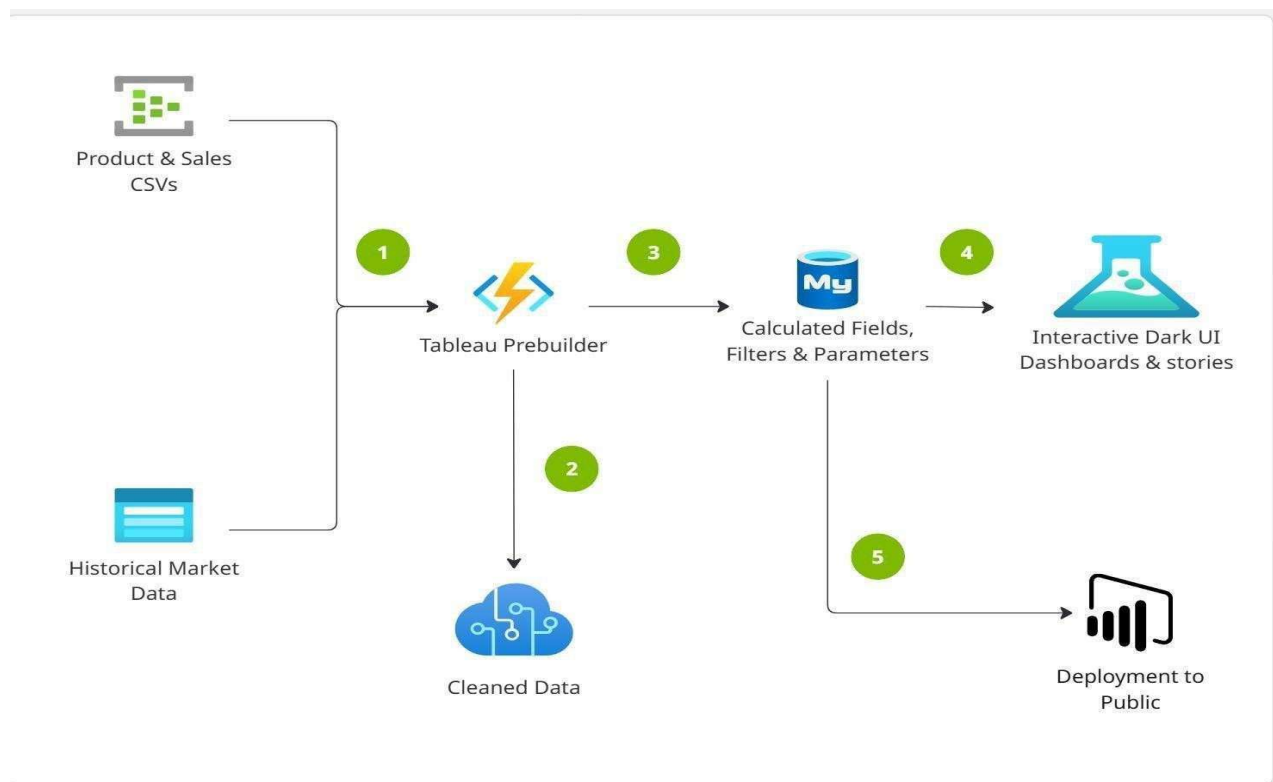 Product & Sales
CSVs
1
3
4
My
Tableau Prebuilder
Calculated Fields,
Filters & Parameters
Interactive Dark UI
Dashboards & stories
2
Historical Market
Data
5
Cleaned Data
Deployment to
Public